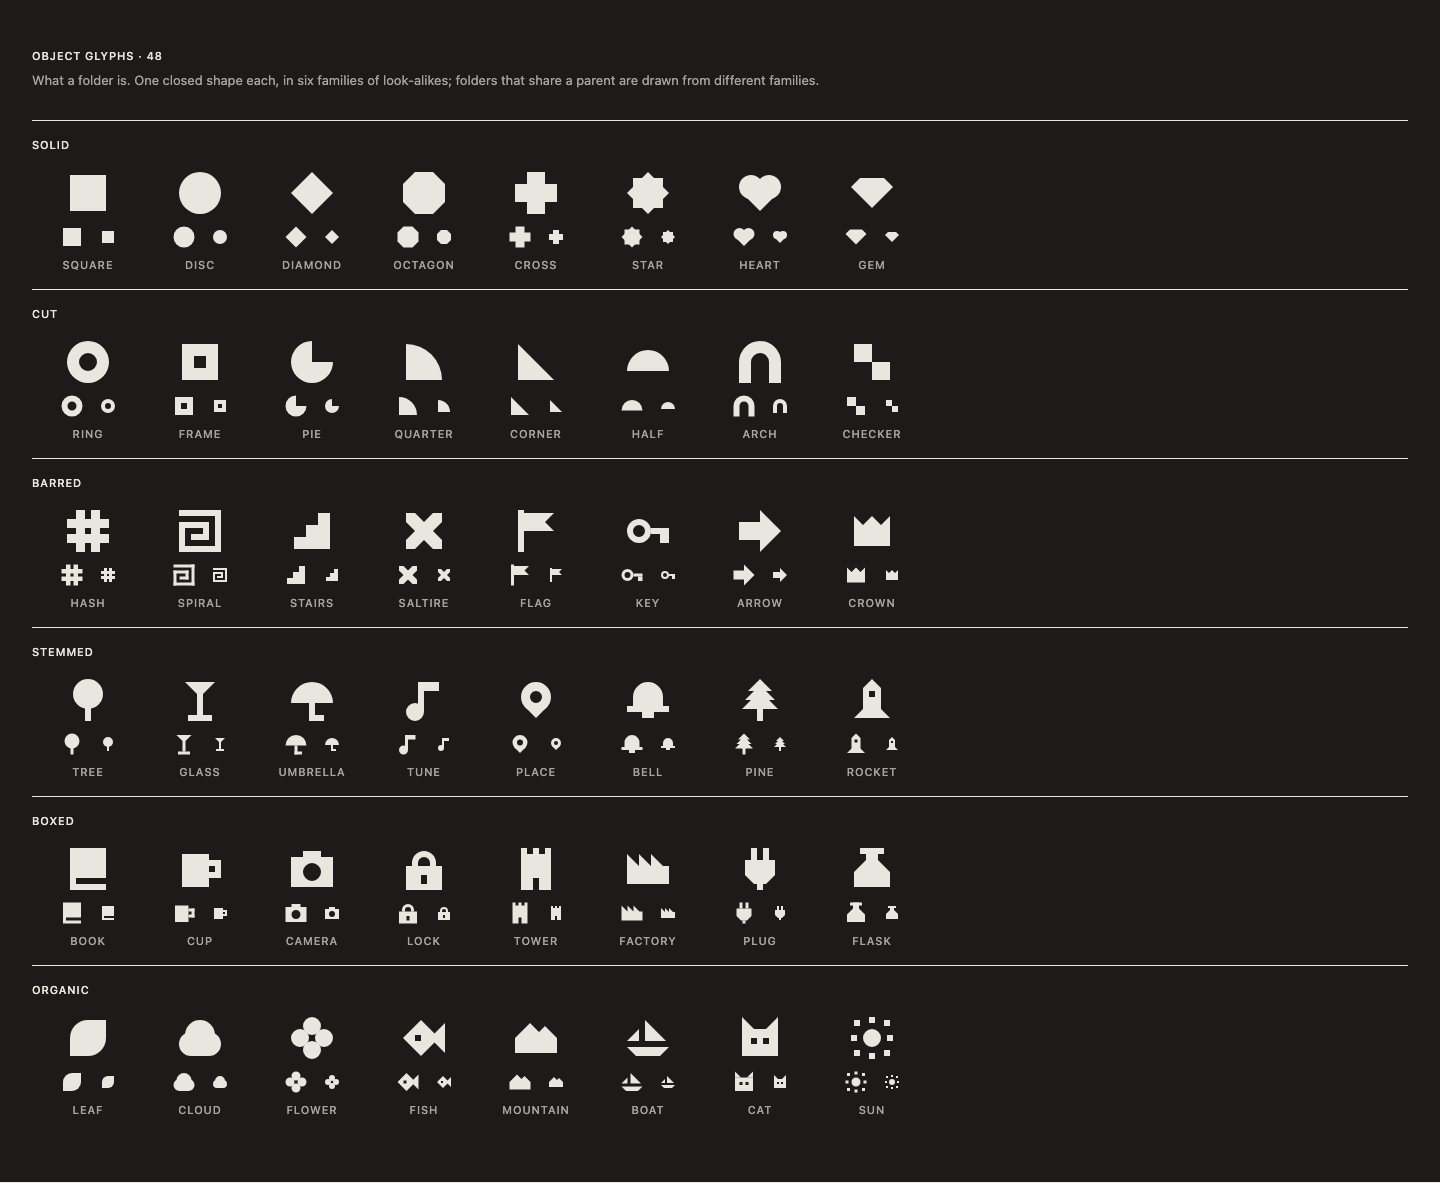 OBJECT GLYPHS · 48
What a folder is. One closed shape each, in six families of look-alikes; folders that share a parent are drawn from different families.
SOLID
SQUARE DISC DIAMOND OCTAGON CROSS STAR HEART GEM
CUT
RING FRAME PIE QUARTER CORNER HALF ARCH CHECKER
BARRED
HASH SPIRAL STAIRS SALTIRE FLAG KEY ARROW CROWN
STEMMED
TREE GLASS UMBRELLA TUNE PLACE BELL PINE ROCKET
BOXED
BOOK CUP CAMERA LOCK TOWER FACTORY PLUG FLASK
ORGANIC
LEAF CLOUD FLOWER FISH MOUNTAIN BOAT CAT SUN